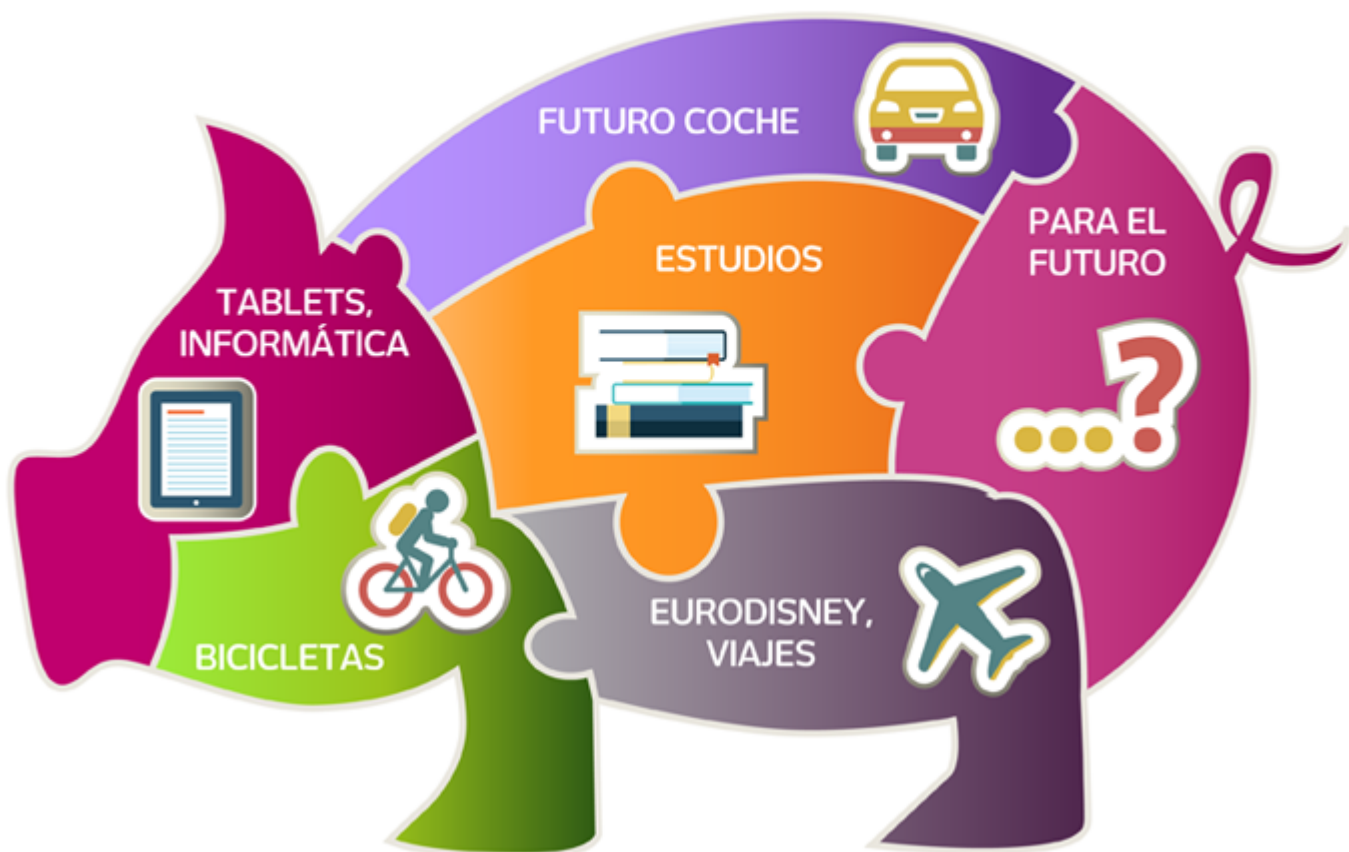 FUTURO COCHE
PARA EL
FUTURO
ESTUDIOS
TABLETS,
INFORMÁTICA
...?
EURODISNEY,
VIAJES
BICICLETAS